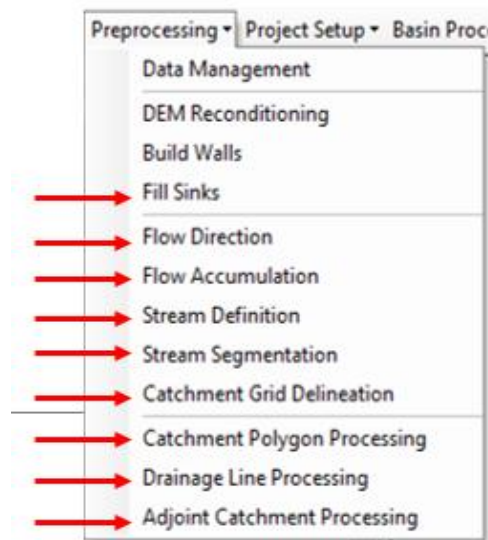 Preprocessing Project Setup Basin Proc
Data Management
DEM Reconditioning
Build Walls
Fill Sinks
Flow Direction
Flow Accumulation
Stream Definition
Stream Segmentation
Catchment Grid Delineation
Catchment Polygon Processing
Drainage Line Processing
Adjoint Catchment Processing